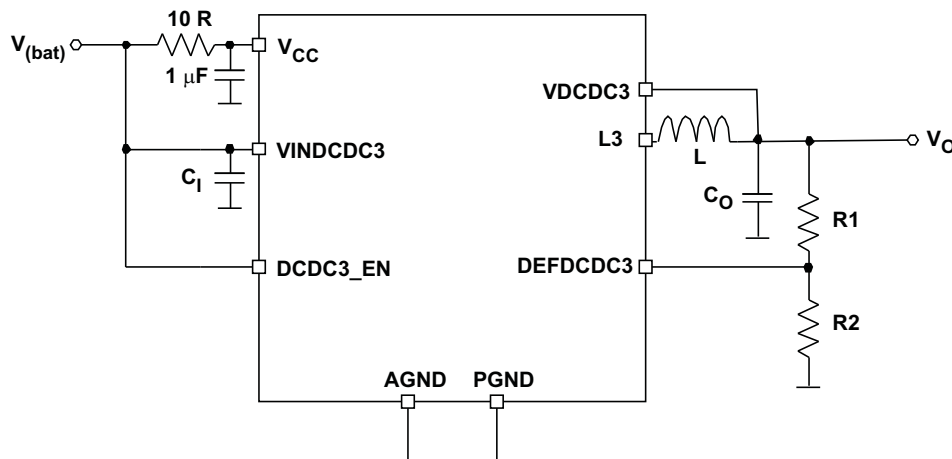 10 R
V(bat)
VCC
1 μF
VDCDC3
L3
VO
L
VINDCDC3
CI
CO
R1
DCDC3_EN
DEFDCDC3
R2
AGND
PGND